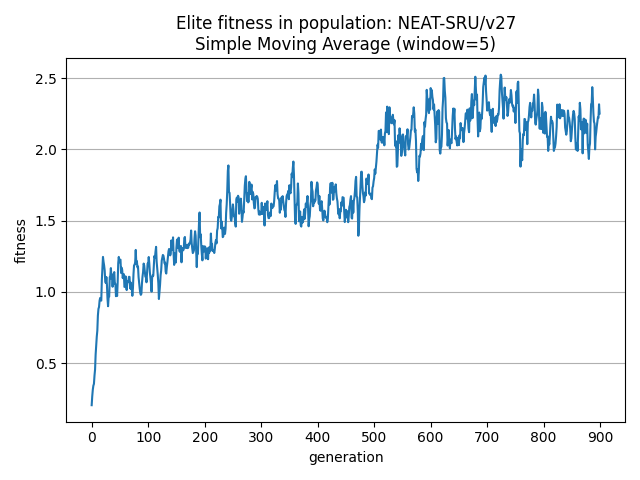 Elite fitness in population: NEAT-SRU/v27
Simple Moving Average (window=5)
fitness
2.5
2.0
1.5
1.0
0.5
0 100 200 300 400 500 600 700 800 900
generation